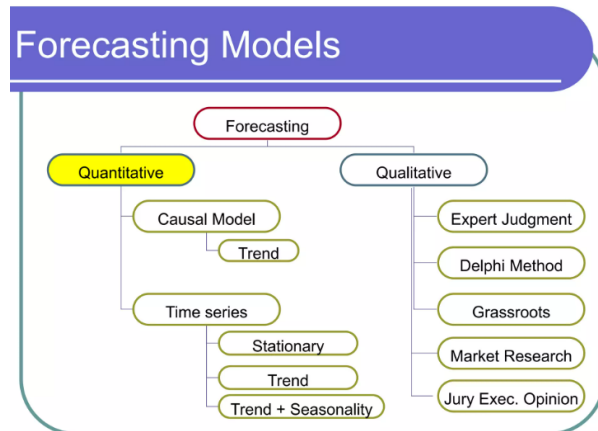 Forecasting Models
Forecasting
Quantitative
Qualitative
Causal Model
Expert Judgment
Trend
Delphi Method
Time series
Grassroots
Stationary
Market Research
Trend
Trend + Seasonality
Jury Exec. Opinion